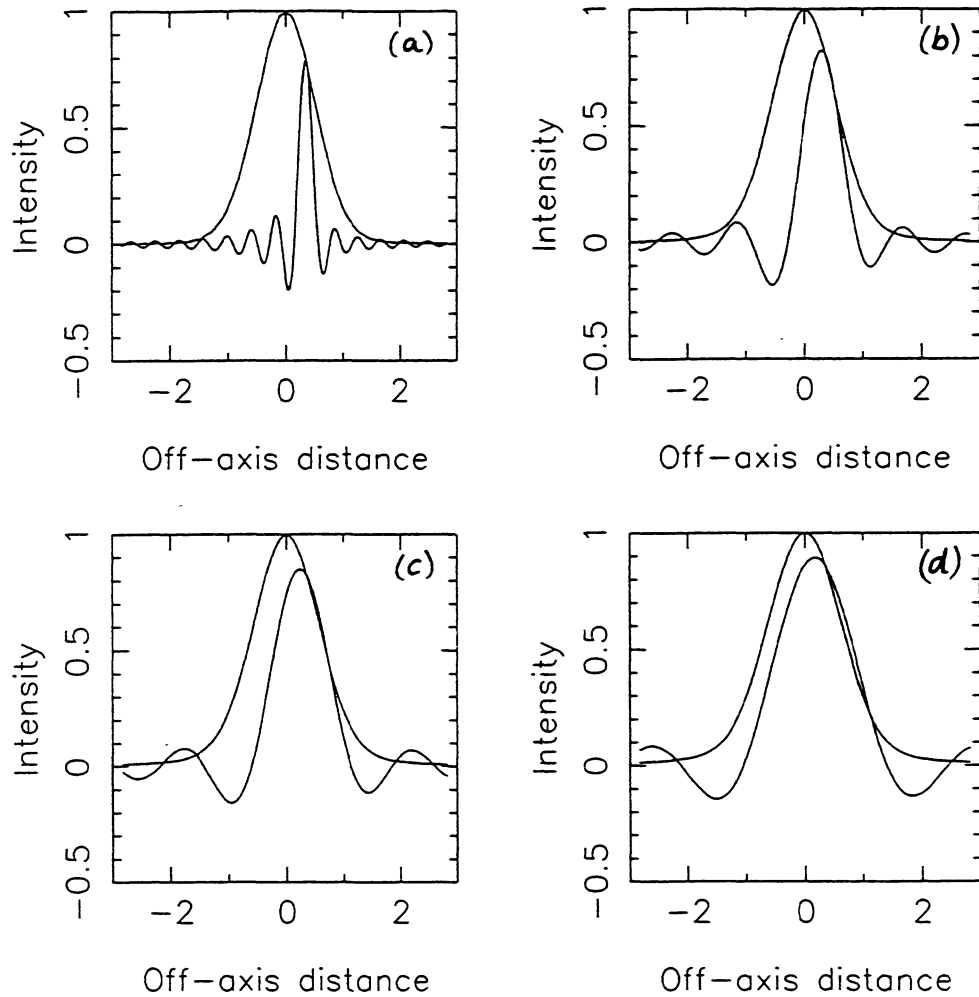 (a)
1
0.5
0
-0.5
Intensity
-2 0 2
Off-axis distance
(b)
1
0.5
0
-0.5
Intensity
-2 0 2
Off-axis distance
(c)
1
0.5
0
-0.5
Intensity
-2 0 2
Off-axis distance
(d)
1
0.5
0
-0.5
Intensity
-2 0 2
Off-axis distance